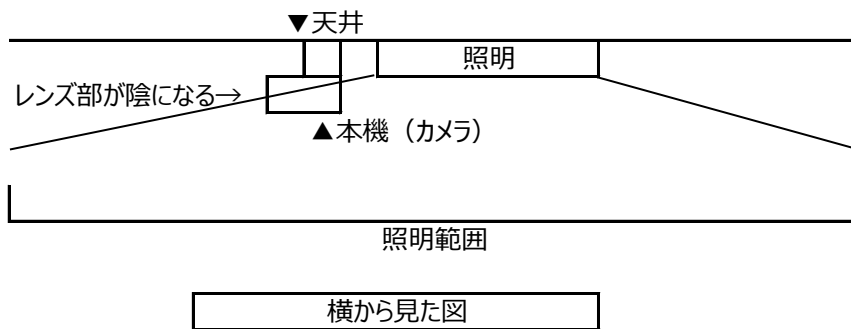 ▼天井
照明
レンズ部が陰になる→
▲本機（カメラ）
照明範囲
横から見た図